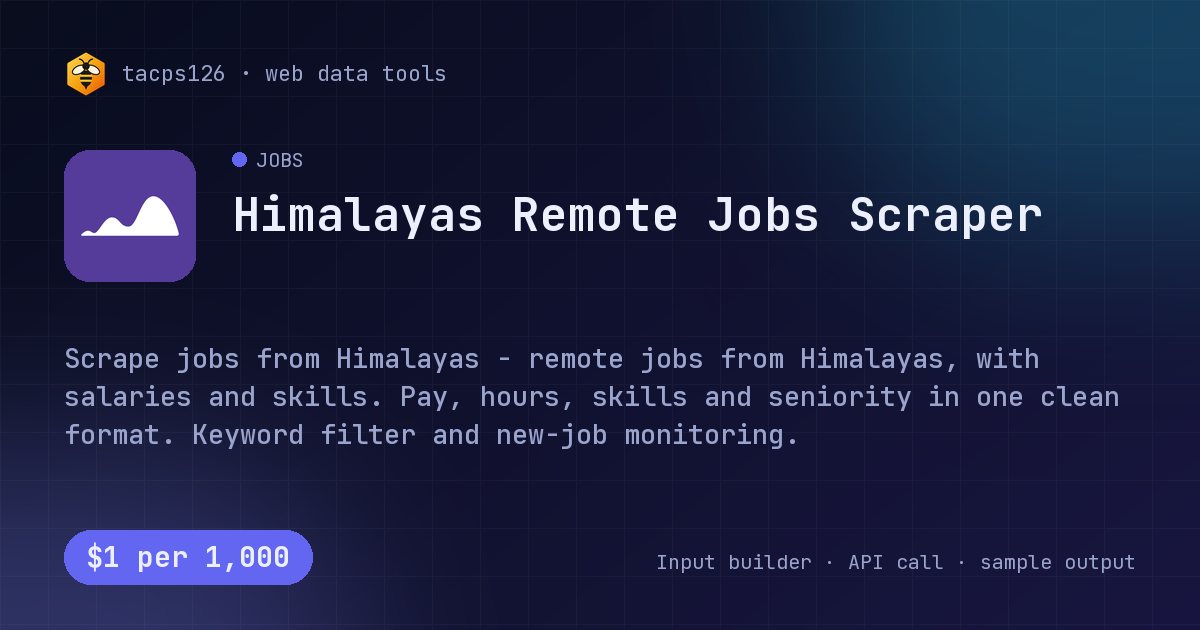 tacps126 · web data tools
JOBS
Himalayas Remote Jobs Scraper
Scrape jobs from Himalayas - remote jobs from Himalayas, with
salaries and skills. Pay, hours, skills and seniority in one clean
format. Keyword filter and new-job monitoring.
$1 per 1,000
Input builder · API call · sample output